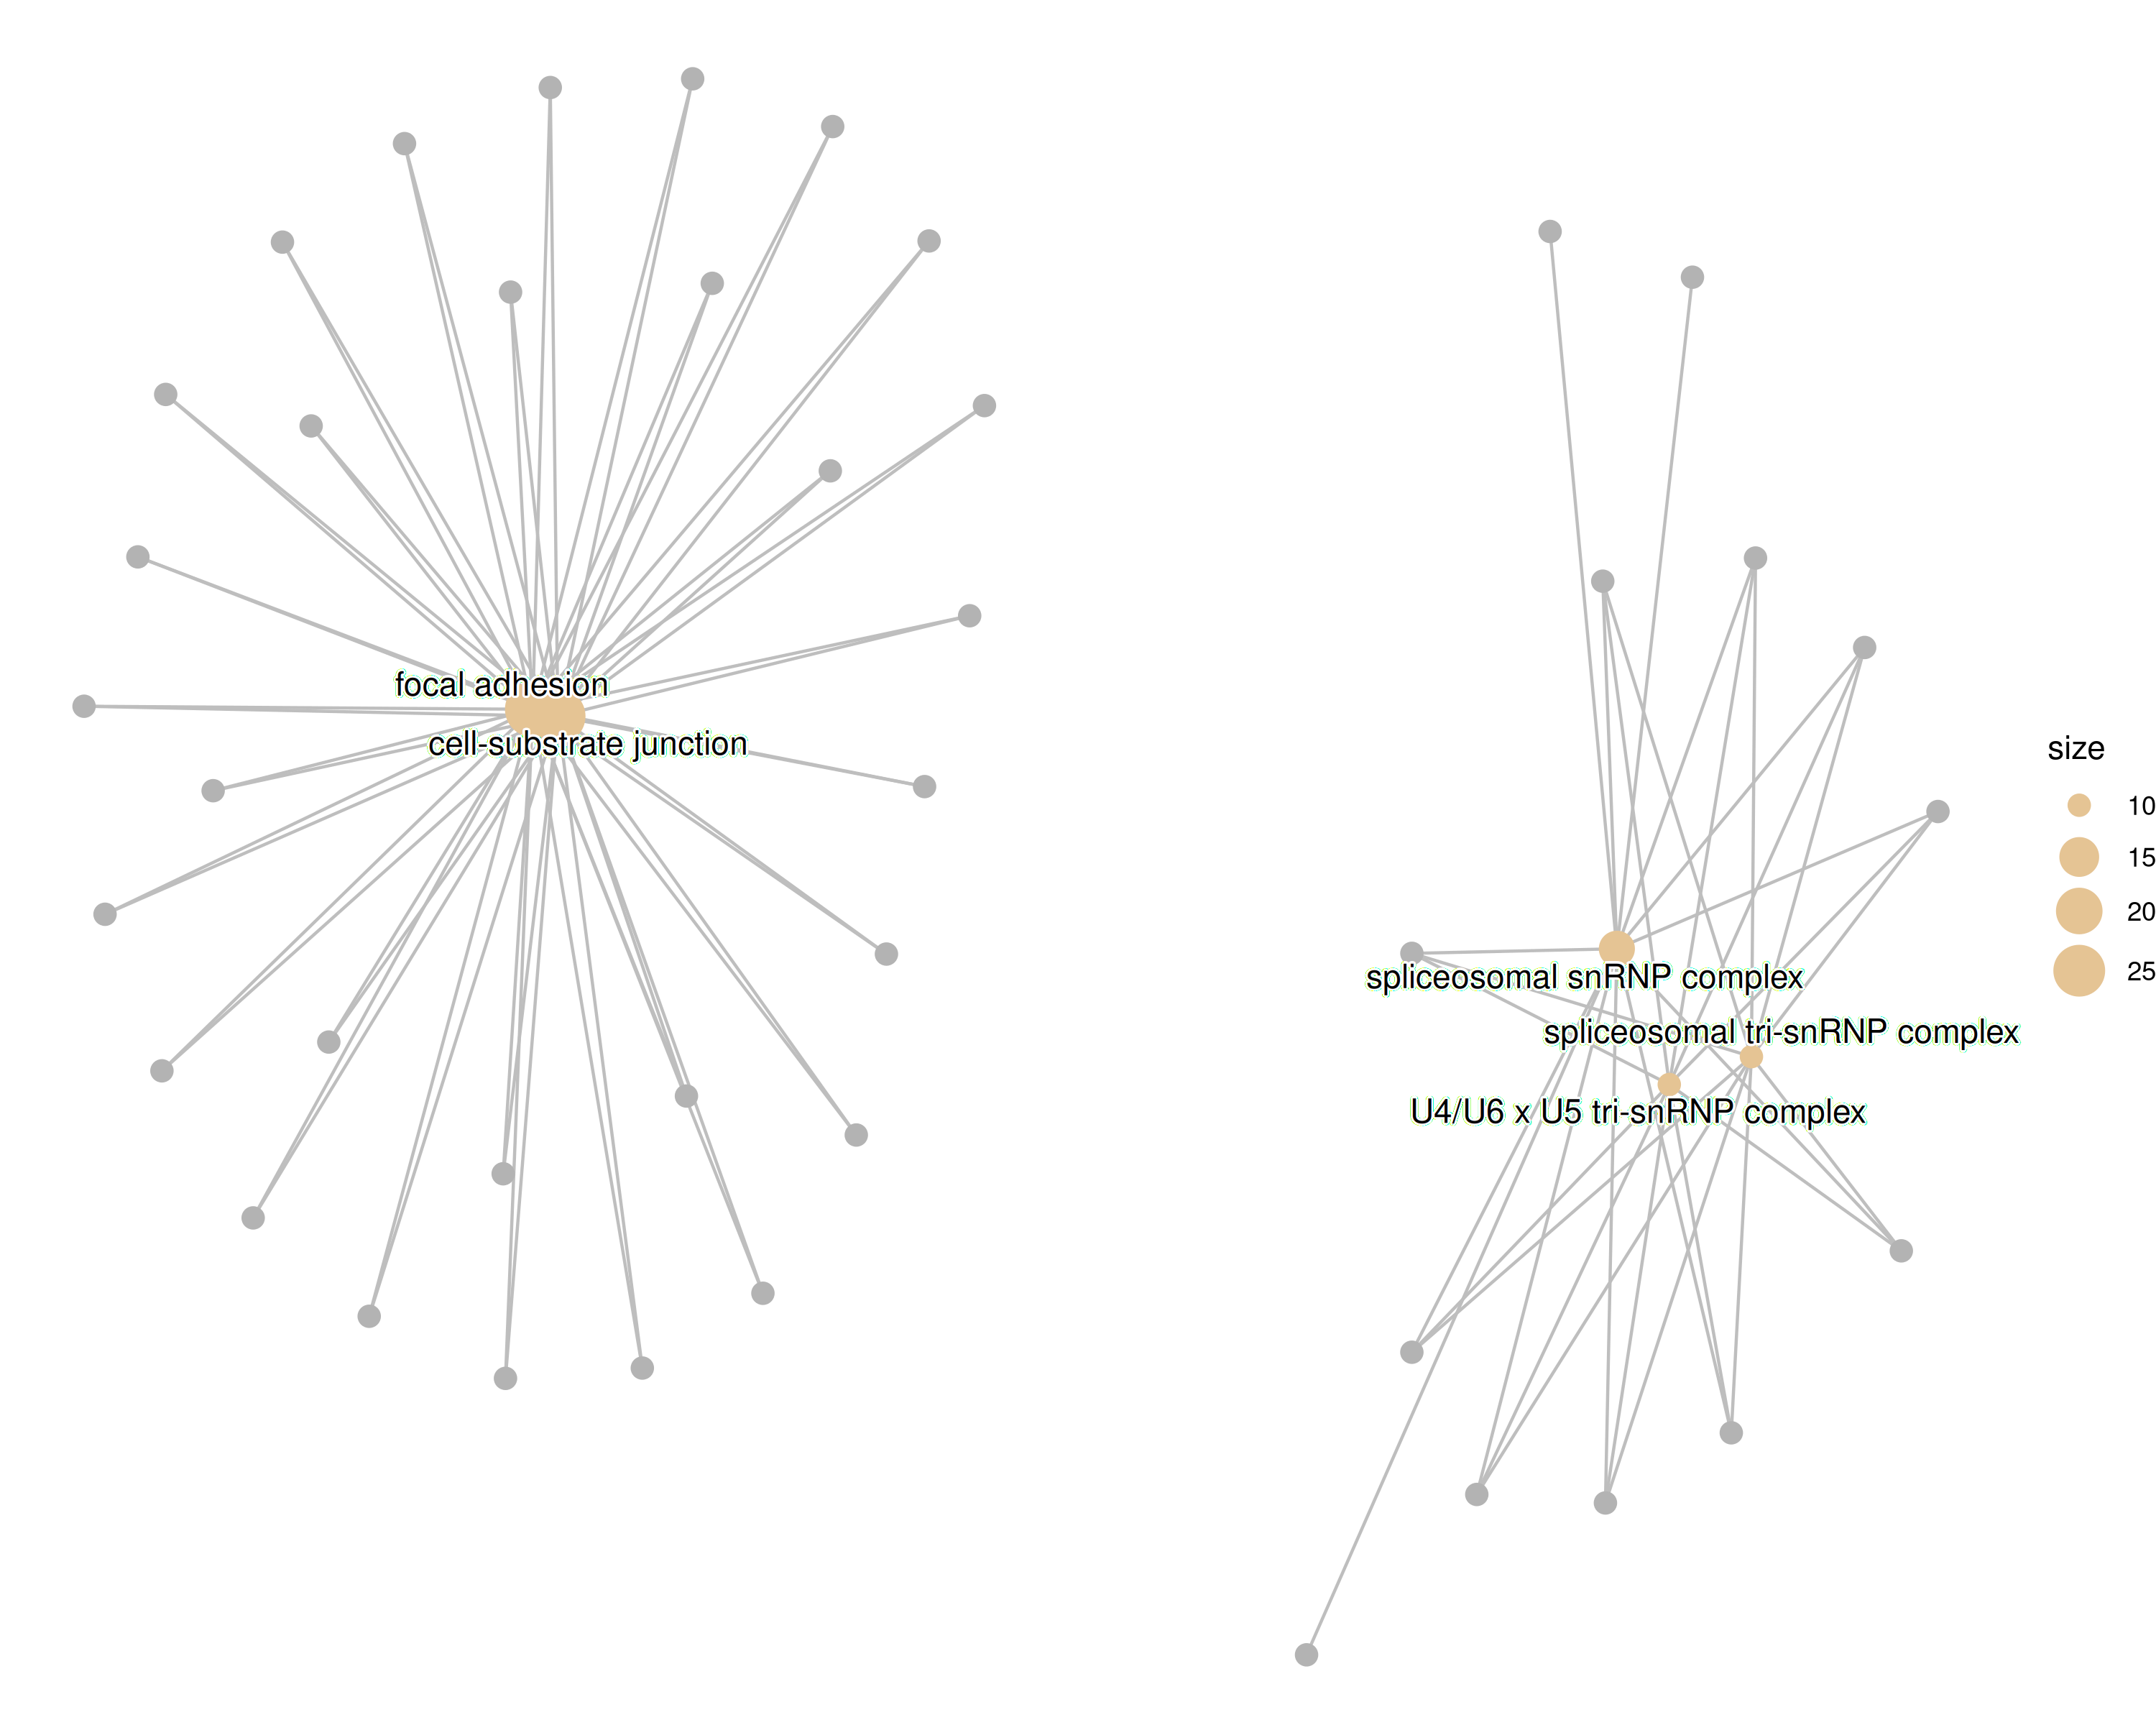 focal adhesion
cell-substrate junction
spliceosomal snRNP complex
spliceosomal tri-snRNP complex
U4/U6 x U5 tri-snRNP complex
size
10
15
20
25